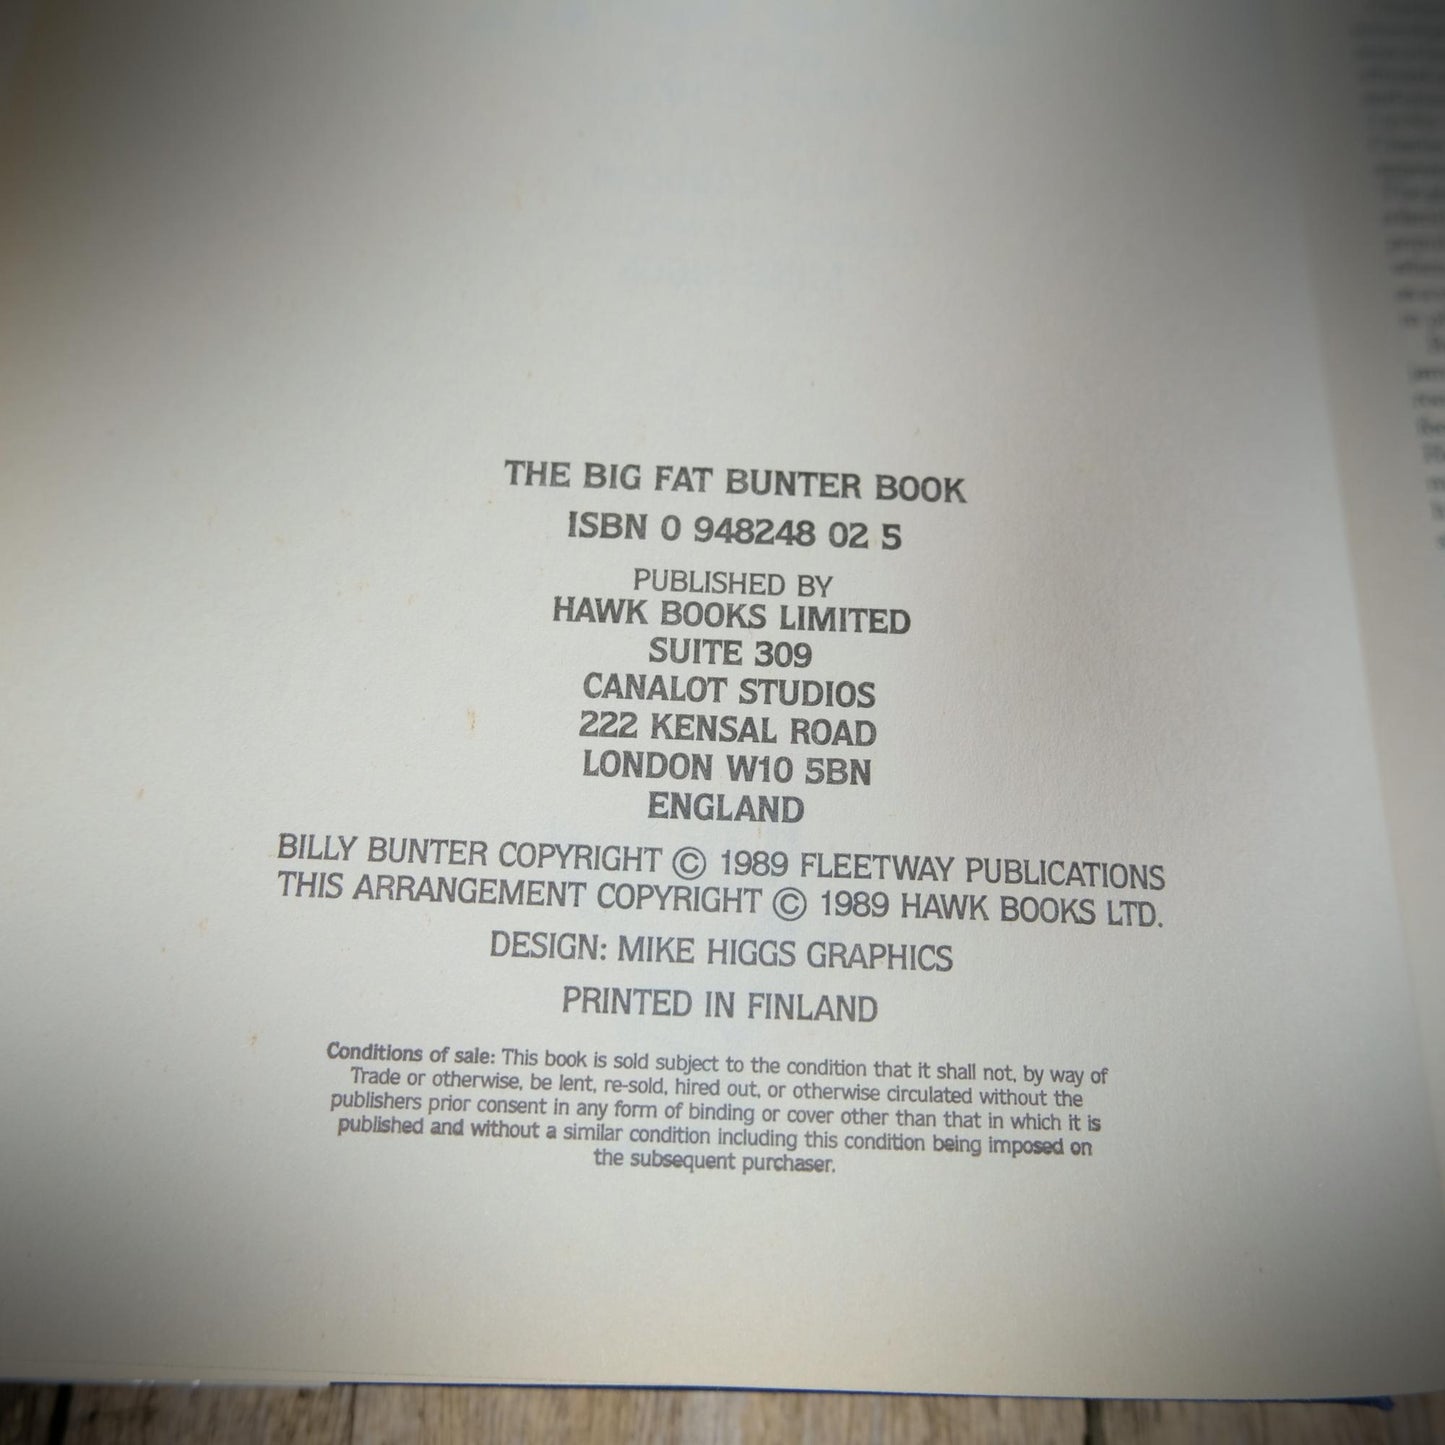 THE BIG FAT BUNTER BOOK
ISBN 0 948248 02 5
PUBLISHED BY
HAWK BOOKS LIMITED
SUITE 309
CANALOT STUDIOS
222 KENSAL ROAD
LONDON W10 5BN
ENGLAND
BILLY BUNTER COPYRIGHT © 1989 FLEETWAY PUBLICATIONS
THIS ARRANGEMENT COPYRIGHT © 1989 HAWK BOOKS LTD.
DESIGN: MIKE HIGGS GRAPHICS
PRINTED IN FINLAND
Conditions of sale: This book is sold subject to the condition that it shall not, by way of
Trade or otherwise, be lent, re-sold, hired out, or otherwise circulated without the
publishers prior consent in any form of binding or cover other than that in which it is
published and without a similar condition including this condition being imposed on
the subsequent purchaser.